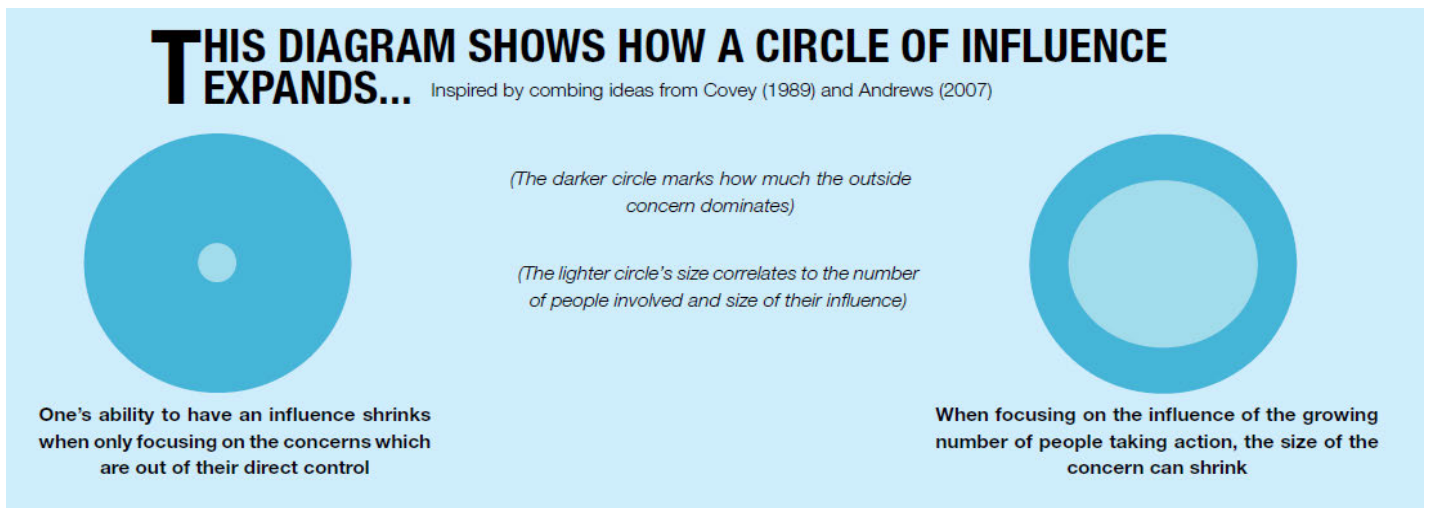 THIS DIAGRAM SHOWS HOW A CIRCLE OF INFLUENCE
EXPANDS... Inspired by combing ideas from Covey (1989) and Andrews (2007)
(The darker circle marks how much the outside
concern dominates)
(The lighter circle's size correlates to the number
of people involved and size of their influence)
One's ability to have an influence shrinks
when only focusing on the concerns which
are out of their direct control
When focusing on the influence of the growing
number of people taking action, the size of the
concern can shrink